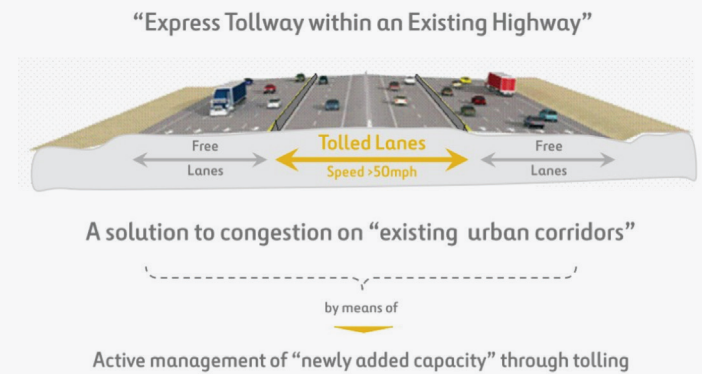 “Express Tollway within an Existing Highway”
Free
Lanes
Tolled Lanes
Speed >50mph
Free
Lanes
A solution to congestion on “existing urban corridors”
by means of
Active management of “newly added capacity” through tolling